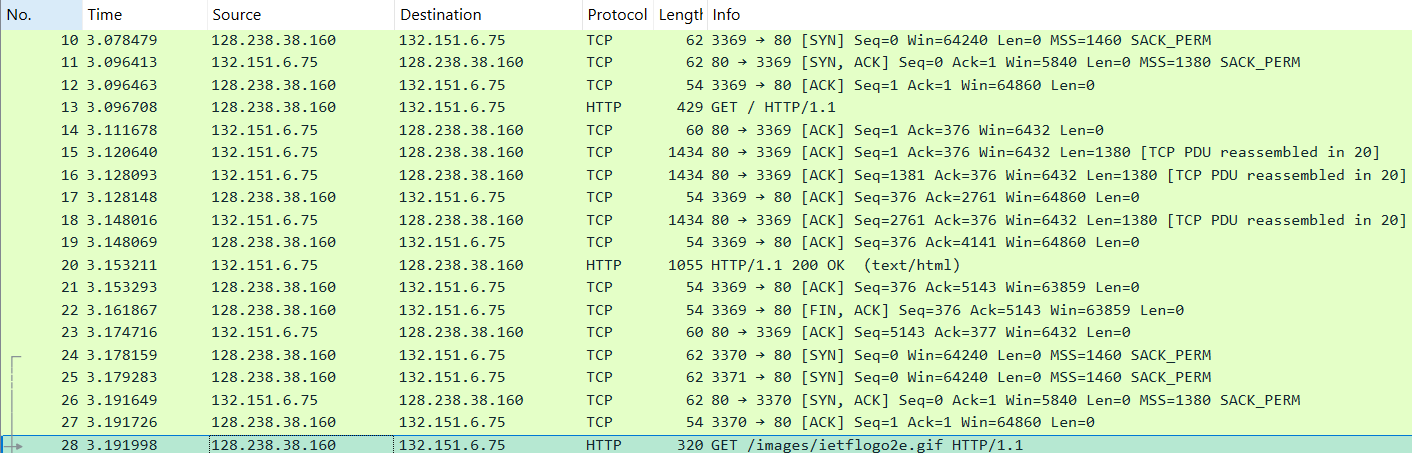 No. Time Source Destination Protocol Length Info
10 3.078479 128.238.38.160 132.151.6.75 TCP 62 3369 → 80 [SYN] Seq=0 Win=64240 Len=0 MSS=1460 SACK_PERM
11 3.096413 132.151.6.75 128.238.38.160 TCP 62 80 → 3369 [SYN, ACK] Seq=0 Ack=1 Win=5840 Len=0 MSS=1380 SACK_PERM
12 3.096463 128.238.38.160 132.151.6.75 TCP 54 3369 → 80 [ACK] Seq=1 Ack=1 Win=64860 Len=0
13 3.096708 128.238.38.160 132.151.6.75 HTTP 429 GET / HTTP/1.1
14 3.111678 132.151.6.75 128.238.38.160 TCP 60 80 → 3369 [ACK] Seq=1 Ack=376 Win=6432 Len=0
15 3.120640 132.151.6.75 128.238.38.160 TCP 1434 80 → 3369 [ACK] Seq=1 Ack=376 Win=6432 Len=1380 [TCP PDU reassembled in 20]
16 3.128093 132.151.6.75 128.238.38.160 TCP 1434 80 → 3369 [ACK] Seq=1381 Ack=376 Win=6432 Len=1380 [TCP PDU reassembled in 20]
17 3.128148 128.238.38.160 132.151.6.75 TCP 54 3369 → 80 [ACK] Seq=376 Ack=2761 Win=64860 Len=0
18 3.148016 132.151.6.75 128.238.38.160 TCP 1434 80 → 3369 [ACK] Seq=2761 Ack=376 Win=6432 Len=1380 [TCP PDU reassembled in 20]
19 3.148069 128.238.38.160 132.151.6.75 TCP 54 3369 → 80 [ACK] Seq=376 Ack=4141 Win=64860 Len=0
20 3.153211 132.151.6.75 128.238.38.160 HTTP 1055 HTTP/1.1 200 OK (text/html)
21 3.153293 128.238.38.160 132.151.6.75 TCP 54 3369 → 80 [ACK] Seq=376 Ack=5143 Win=63859 Len=0
22 3.161867 128.238.38.160 132.151.6.75 TCP 54 3369 → 80 [FIN, ACK] Seq=376 Ack=5143 Win=63859 Len=0
23 3.174716 132.151.6.75 128.238.38.160 TCP 60 80 → 3369 [ACK] Seq=5143 Ack=377 Win=6432 Len=0
24 3.178159 128.238.38.160 132.151.6.75 TCP 62 3370 → 80 [SYN] Seq=0 Win=64240 Len=0 MSS=1460 SACK_PERM
25 3.179283 128.238.38.160 132.151.6.75 TCP 62 3371 → 80 [SYN] Seq=0 Win=64240 Len=0 MSS=1460 SACK_PERM
26 3.191649 132.151.6.75 128.238.38.160 TCP 62 80 → 3370 [SYN, ACK] Seq=0 Ack=1 Win=5840 Len=0 MSS=1380 SACK_PERM
27 3.191726 128.238.38.160 132.151.6.75 TCP 54 3370 → 80 [ACK] Seq=1 Ack=1 Win=64860 Len=0
28 3.191998 128.238.38.160 132.151.6.75 HTTP 320 GET /images/ietflogo2e.gif HTTP/1.1